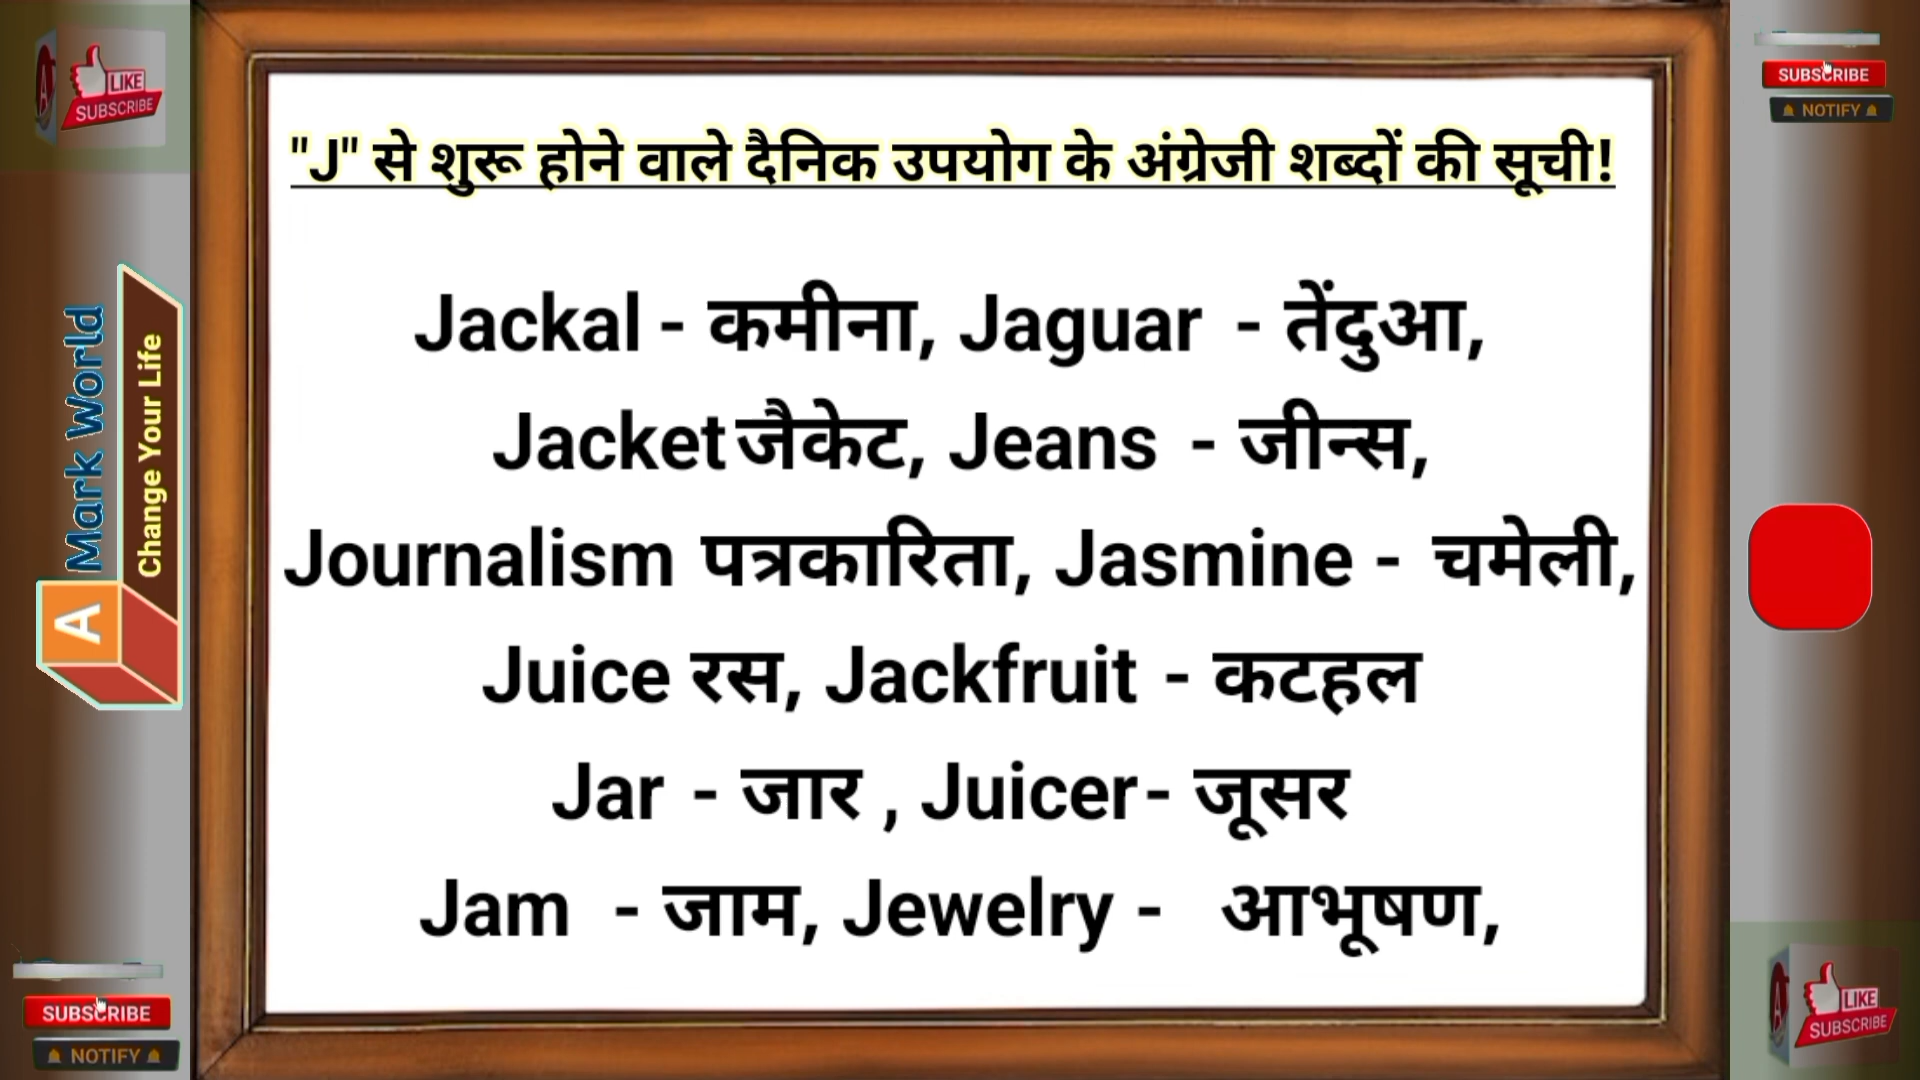 LIKE
SUBSCRIBE
SUBSCRIBE
NOTIFY
"J" से शुरू होने वाले दैनिक उपयोग के अंग्रेजी शब्दों की सूची!
Jackal - कमीना, Jaguar - तेंदुआ,
Jacket जैकेट, Jeans - जीन्स,
Journalism पत्रकारिता, Jasmine - चमेली,
Juice रस, Jackfruit - कटहल
Jar - जार , Juicer- जूसर
Jam - जाम, Jewelry - आभूषण,
A Mark World
Change Your Life
SUBSCRIBE
NOTIFY
LIKE
SUBSCRIBE